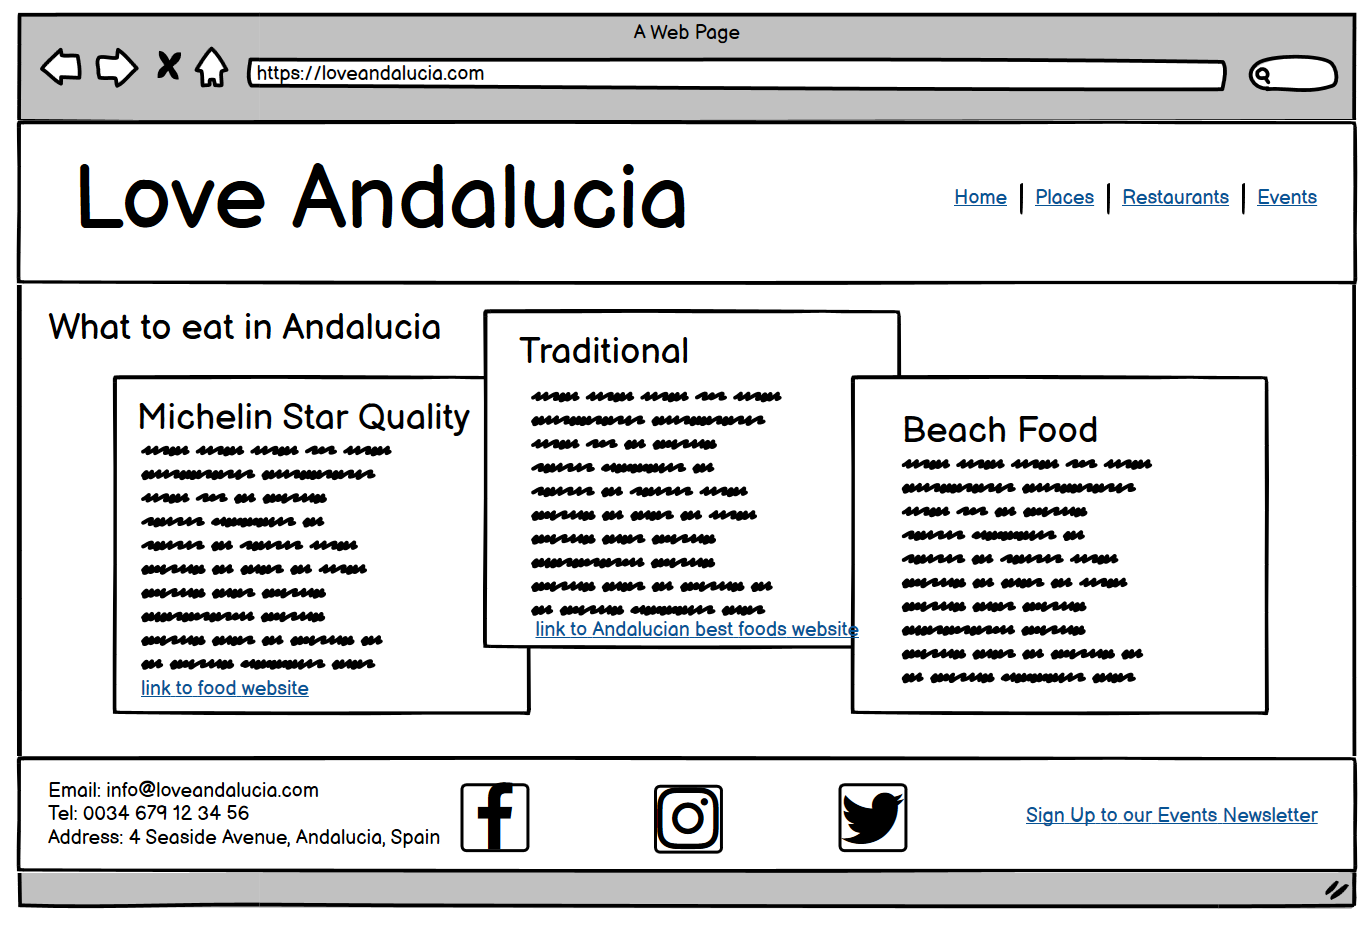 A Web Page
https://loveandalucia.com
Love Andalucia
Home
Places
Restaurants
Events
What to eat in Andalucia
Michelin Star Quality
link to food website
Traditional
link to Andalucian best foods website
Beach Food
Email: info@loveandalucia.com
Tel: 0034 679 12 34 56
Address: 4 Seaside Avenue, Andalucia, Spain
Sign Up to our Events Newsletter